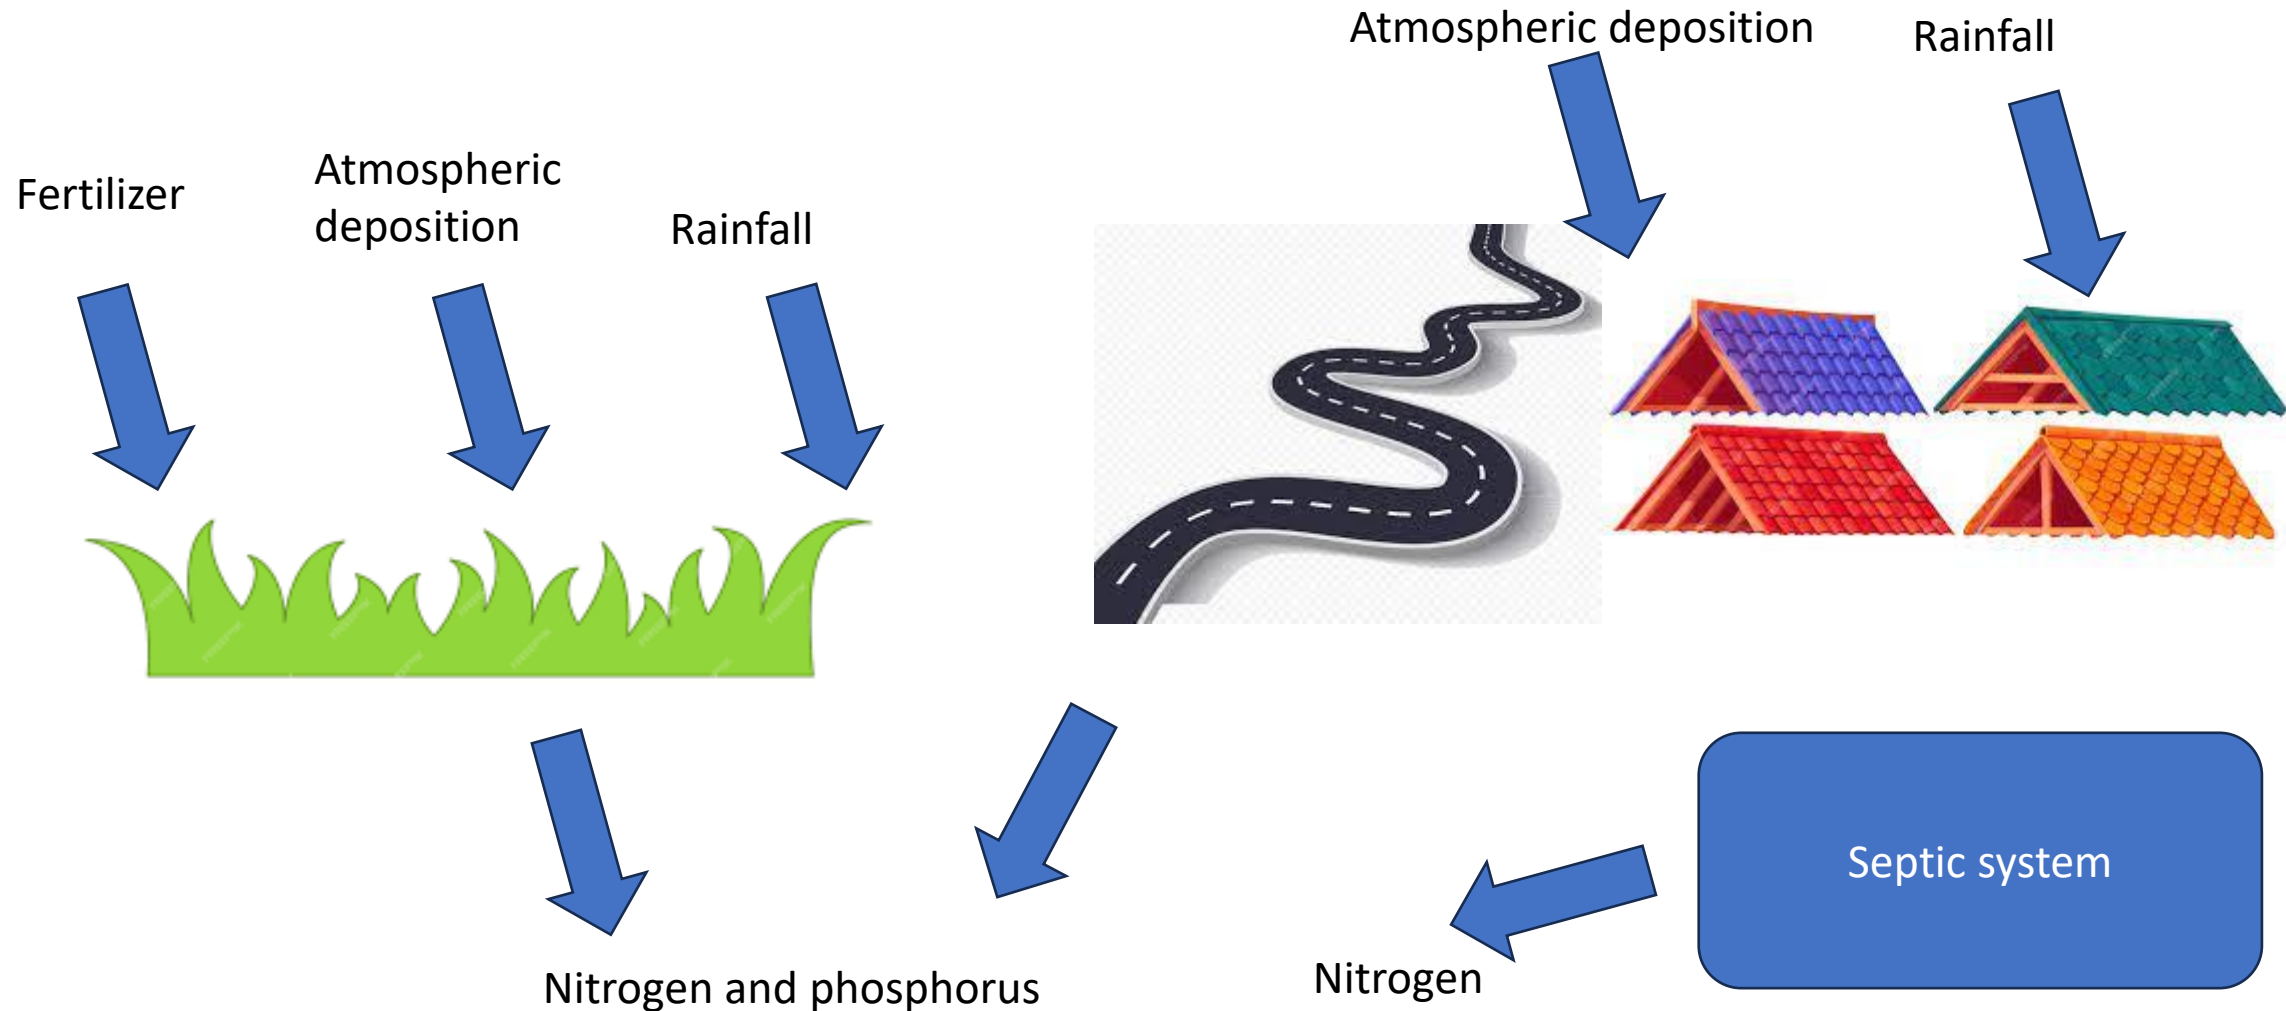 Atmospheric deposition
Rainfall
Fertilizer
Atmospheric
deposition
Rainfall
Septic system
Nitrogen and phosphorus
Nitrogen